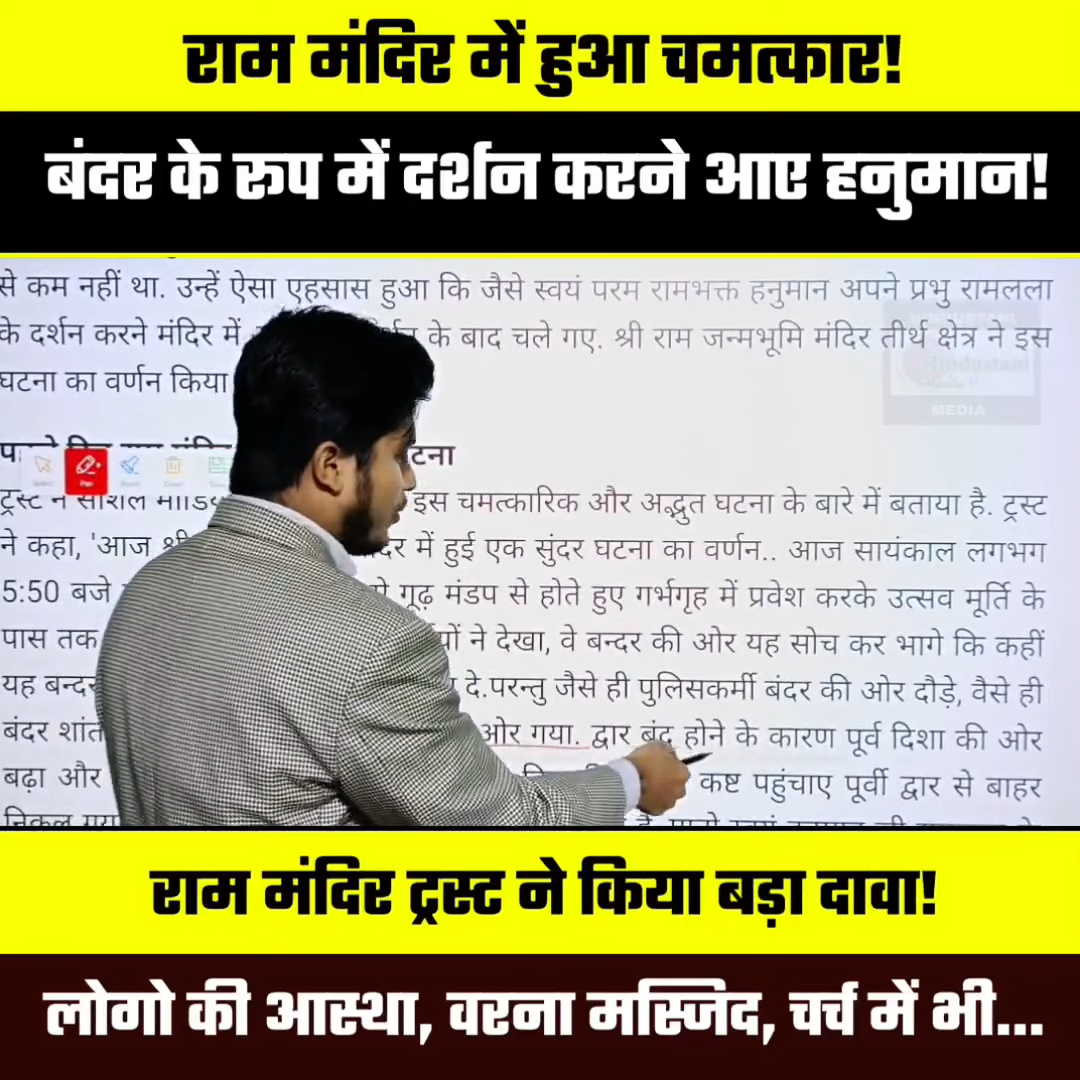 राम मंदिर में हुआ चमत्कार!
बंदर के रूप में दर्शन करने आए हनुमान!
से कम नहीं था. उन्हें ऐसा एहसास हुआ कि जैसे स्वयं परम रामभक्त हनुमान अपने प्रभु रामलला
के दर्शन करने मंदिर में के बाद चले गए. श्री राम जन्मभूमि मंदिर तीर्थ क्षेत्र ने इस
घटना का वर्णन किया
MEDIA
ट्रस्ट ने इस चमत्कारिक और अद्भुत घटना के बारे में बताया है. ट्रस्ट
ने कहा, 'आज में हुई एक सुंदर घटना का वर्णन.. आज सायंकाल लगभग
5:50 बजे गूढ़ मंडप से होते हुए गर्भगृह में प्रवेश करके उत्सव मूर्ति के
पास तक ने देखा, वे बन्दर की ओर यह सोच कर भागे कि कहीं
यह दे.परन्तु जैसे ही पुलिसकर्मी बंदर की ओर दौड़े, वैसे ही
बंदर ओर गया. द्वार बंद होने के कारण पूर्व दिशा की ओर
बढ़ा और कष्ट पहुंचाए पूर्वी द्वार से बाहर
राम मंदिर ट्रस्ट ने किया बड़ा दावा!
लोगो की आस्था, वरना मस्जिद, चर्च में भी...